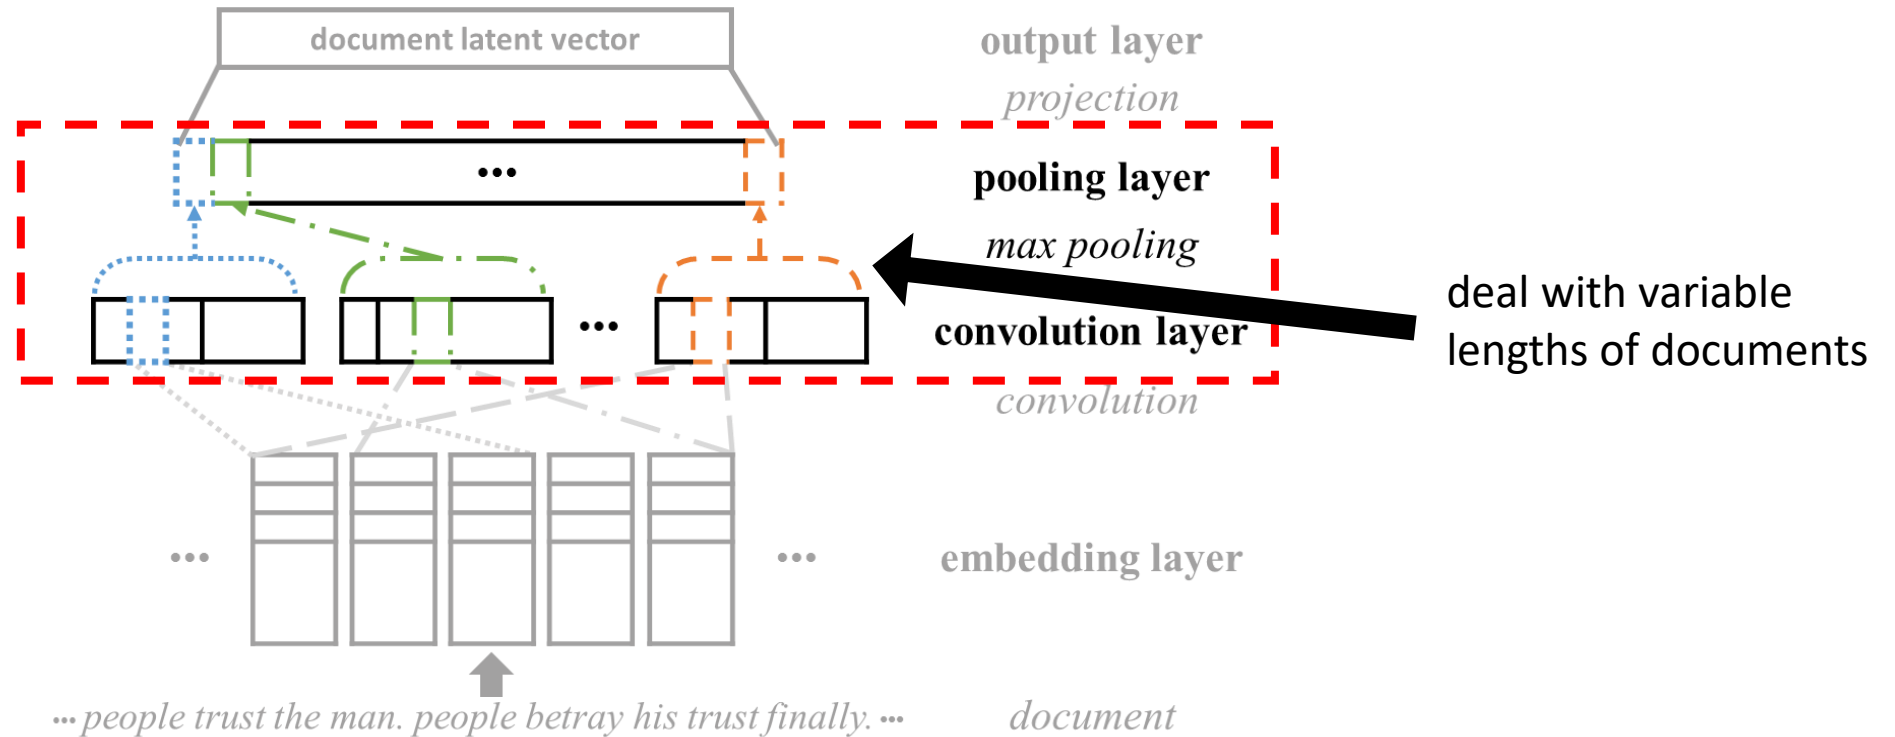 document latent vector
output layer
projection
...
pooling layer
max pooling
...
convolution layer
deal with variable
lengths of documents
convolution
...
...
embedding layer
... people trust the man. people betray his trust finally. ...
document